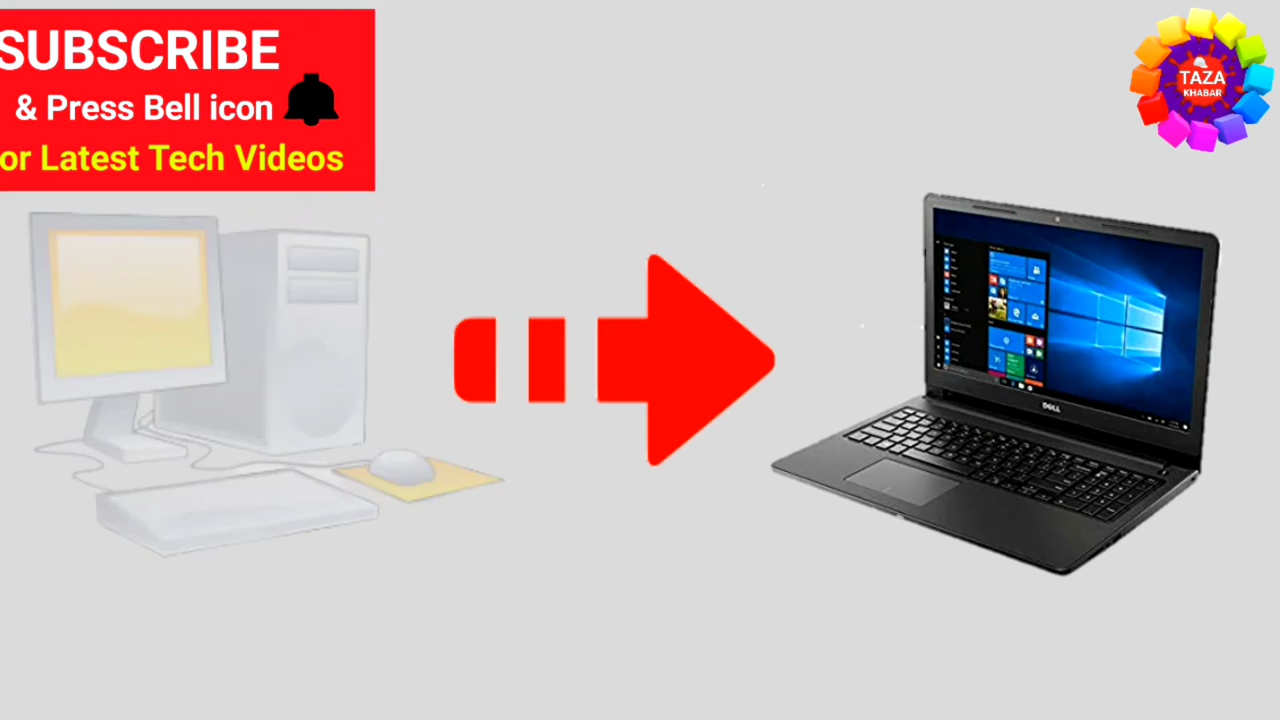 SUBSCRIBE
& Press Bell icon
or Latest Tech Videos
TAZA
KHABAR
DELL